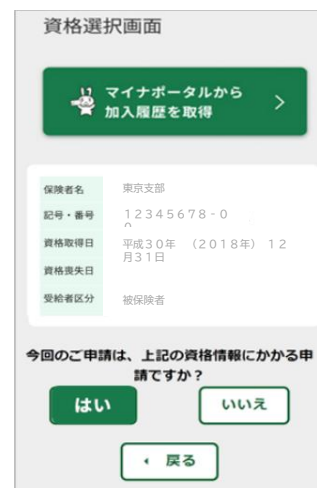 資格選択画面
マイナポータルから
加入履歴を取得
保険者名 東京支部
記号・番号 12345678-0
資格取得日 平成30年 (2018年) 12
月31日
資格喪失日
受給者区分 被保険者
今回のご申請は、上記の資格情報にかかる申
請ですか？
はい いいえ
戻る